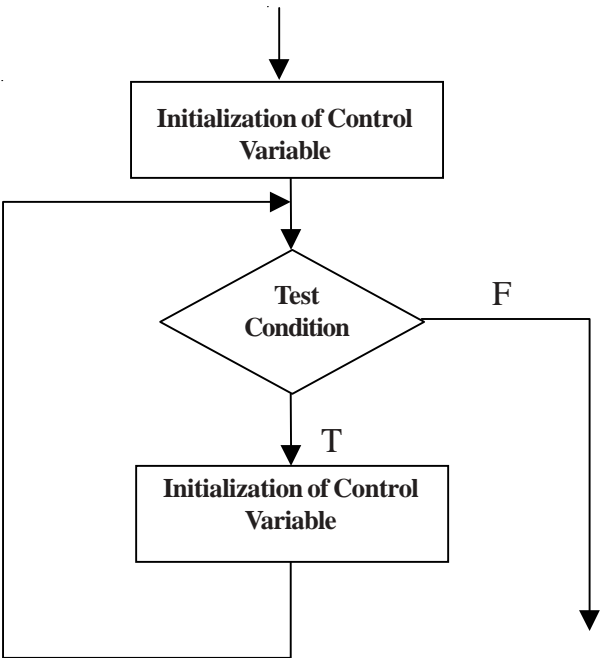 Initialization of Control
Variable
Test
Condition
F
T
Initialization of Control
Variable